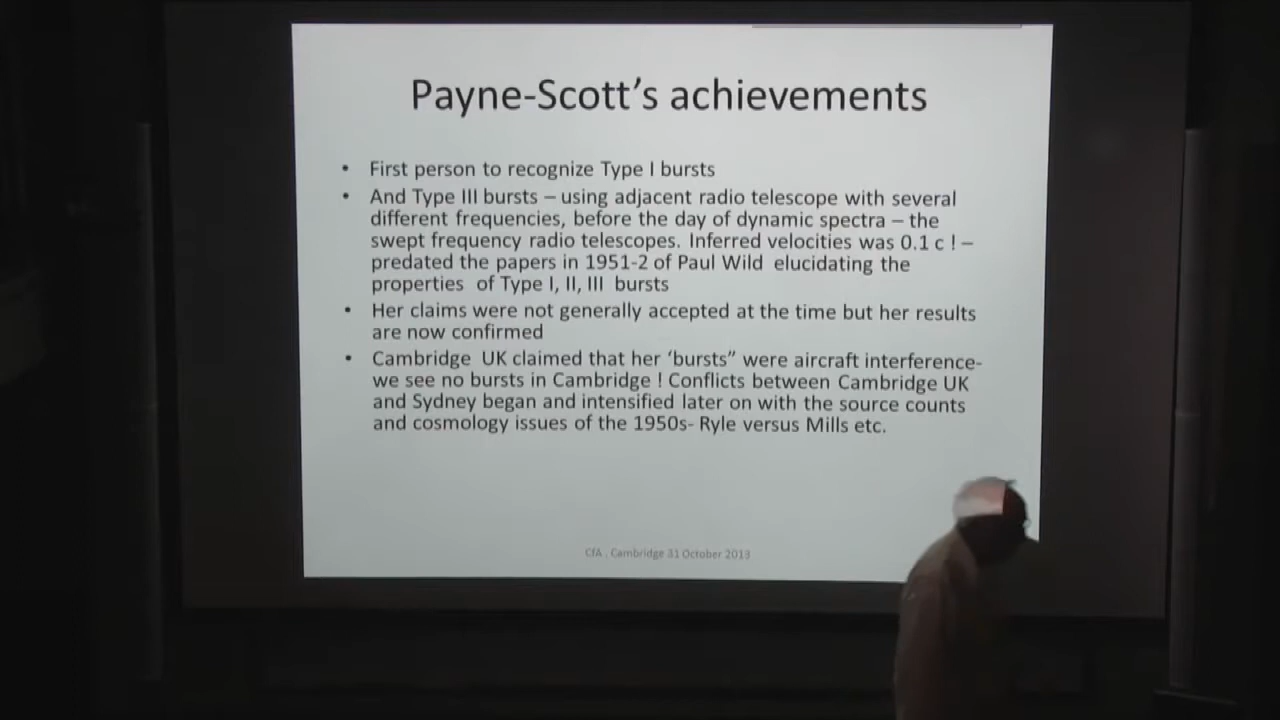 Payne-Scott's achievements
• First person to recognize Type I bursts
• And Type III bursts – using adjacent radio telescope with several
different frequencies, before the day of dynamic spectra – the
swept frequency radio telescopes. Inferred velocities was 0.1 c ! –
predated the papers in 1951-2 of Paul Wild elucidating the
properties of Type I, II, III bursts
• Her claims were not generally accepted at the time but her results
are now confirmed
• Cambridge UK claimed that her 'bursts” were aircraft interference-
we see no bursts in Cambridge ! Conflicts between Cambridge UK
and Sydney began and intensified later on with the source counts
and cosmology issues of the 1950s- Ryle versus Mills etc.
CfA , Cambridge 31 October 2013